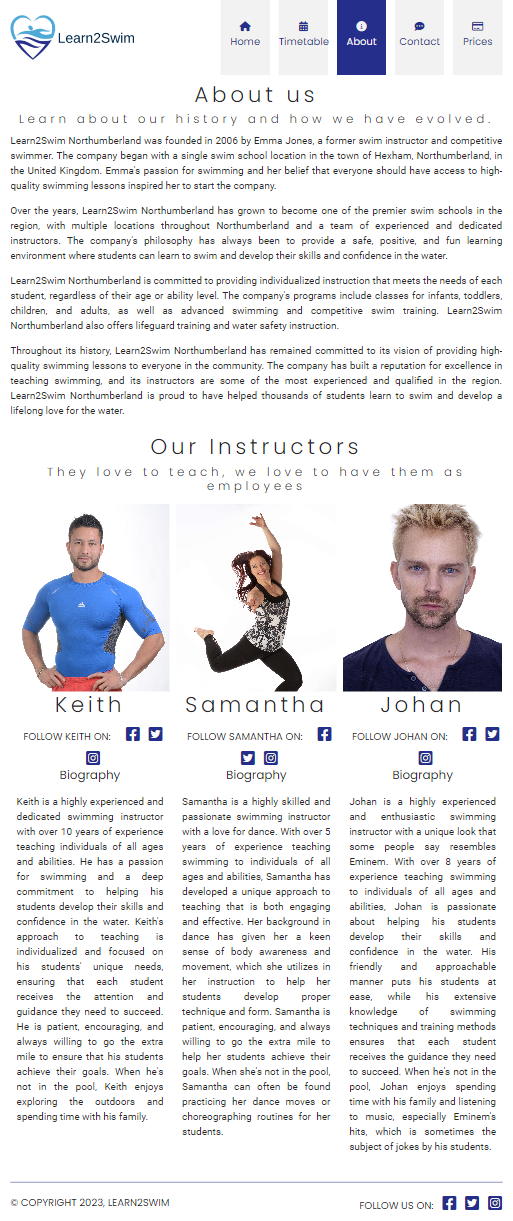 Learn2Swim
Home
Timetable
About
Contact
Prices
About us
Learn about our history and how we have evolved.
Learn2Swim Northumberland was founded in 2006 by Emma Jones, a former swim instructor and competitive
swimmer. The company began with a single swim school location in the town of Hexham, Northumberland, in
the United Kingdom. Emma's passion for swimming and her belief that everyone should have access to high-
quality swimming lessons inspired her to start the company.
Over the years, Learn2Swim Northumberland has grown to become one of the premier swim schools in the
region, with multiple locations throughout Northumberland and a team of experienced and dedicated
instructors. The company's philosophy has always been to provide a safe, positive, and fun learning
environment where students can learn to swim and develop their skills and confidence in the water.
Learn2Swim Northumberland is committed to providing individualized instruction that meets the needs of each
student, regardless of their age or ability level. The company's programs include classes for infants, toddlers,
children, and adults, as well as advanced swimming and competitive swim training. Learn2Swim
Northumberland also offers lifeguard training and water safety instruction.
Throughout its history, Learn2Swim Northumberland has remained committed to its vision of providing high-
quality swimming lessons to everyone in the community. The company has built a reputation for excellence in
teaching swimming, and its instructors are some of the most experienced and qualified in the region.
Learn2Swim Northumberland is proud to have helped thousands of students learn to swim and develop a
lifelong love for the water.
Our Instructors
They love to teach, we love to have them as
employees
Keith
FOLLOW KEITH ON:
Biography
Keith is a highly experienced and
dedicated swimming instructor
with over 10 years of experience
teaching individuals of all ages
and abilities. He has a passion
for swimming and a deep
commitment to helping his
students develop their skills and
confidence in the water. Keith's
approach to teaching is
individualized and focused on
his students' unique needs,
ensuring that each student
receives the attention and
guidance they need to succeed.
He is patient, encouraging, and
always willing to go the extra
mile to ensure that his students
achieve their goals. When he's
not in the pool, Keith enjoys
exploring the outdoors and
spending time with his family.
Samantha
FOLLOW SAMANTHA ON:
Biography
Samantha is a highly skilled and
passionate swimming instructor
with a love for dance. With over 5
years of experience teaching
swimming to individuals of all
ages and abilities, Samantha has
developed a unique approach to
teaching that is both engaging
and effective. Her background in
dance has given her a keen
sense of body awareness and
movement, which she utilizes in
her instruction to help her
students develop proper
technique and form. Samantha is
patient, encouraging, and always
willing to go the extra mile to
help her students achieve their
goals. When she's not in the pool,
Samantha can often be found
practicing her dance moves or
choreographing routines for her
students.
Johan
FOLLOW JOHAN ON:
Biography
Johan is a highly experienced
and enthusiastic swimming
instructor with a unique look that
some people say resembles
Eminem. With over 8 years of
experience teaching swimming
to individuals of all ages and
abilities, Johan is passionate
about helping his students
develop their skills and
confidence in the water. His
friendly and approachable
manner puts his students at
ease, while his extensive
knowledge of swimming
techniques and training methods
ensures that each student
receives the guidance they need
to succeed. When he's not in the
pool, Johan enjoys spending
time with his family and listening
to music, especially Eminem's
hits, which is sometimes the
subject of jokes by his students.
© COPYRIGHT 2023, LEARN2SWIM
FOLLOW US ON: